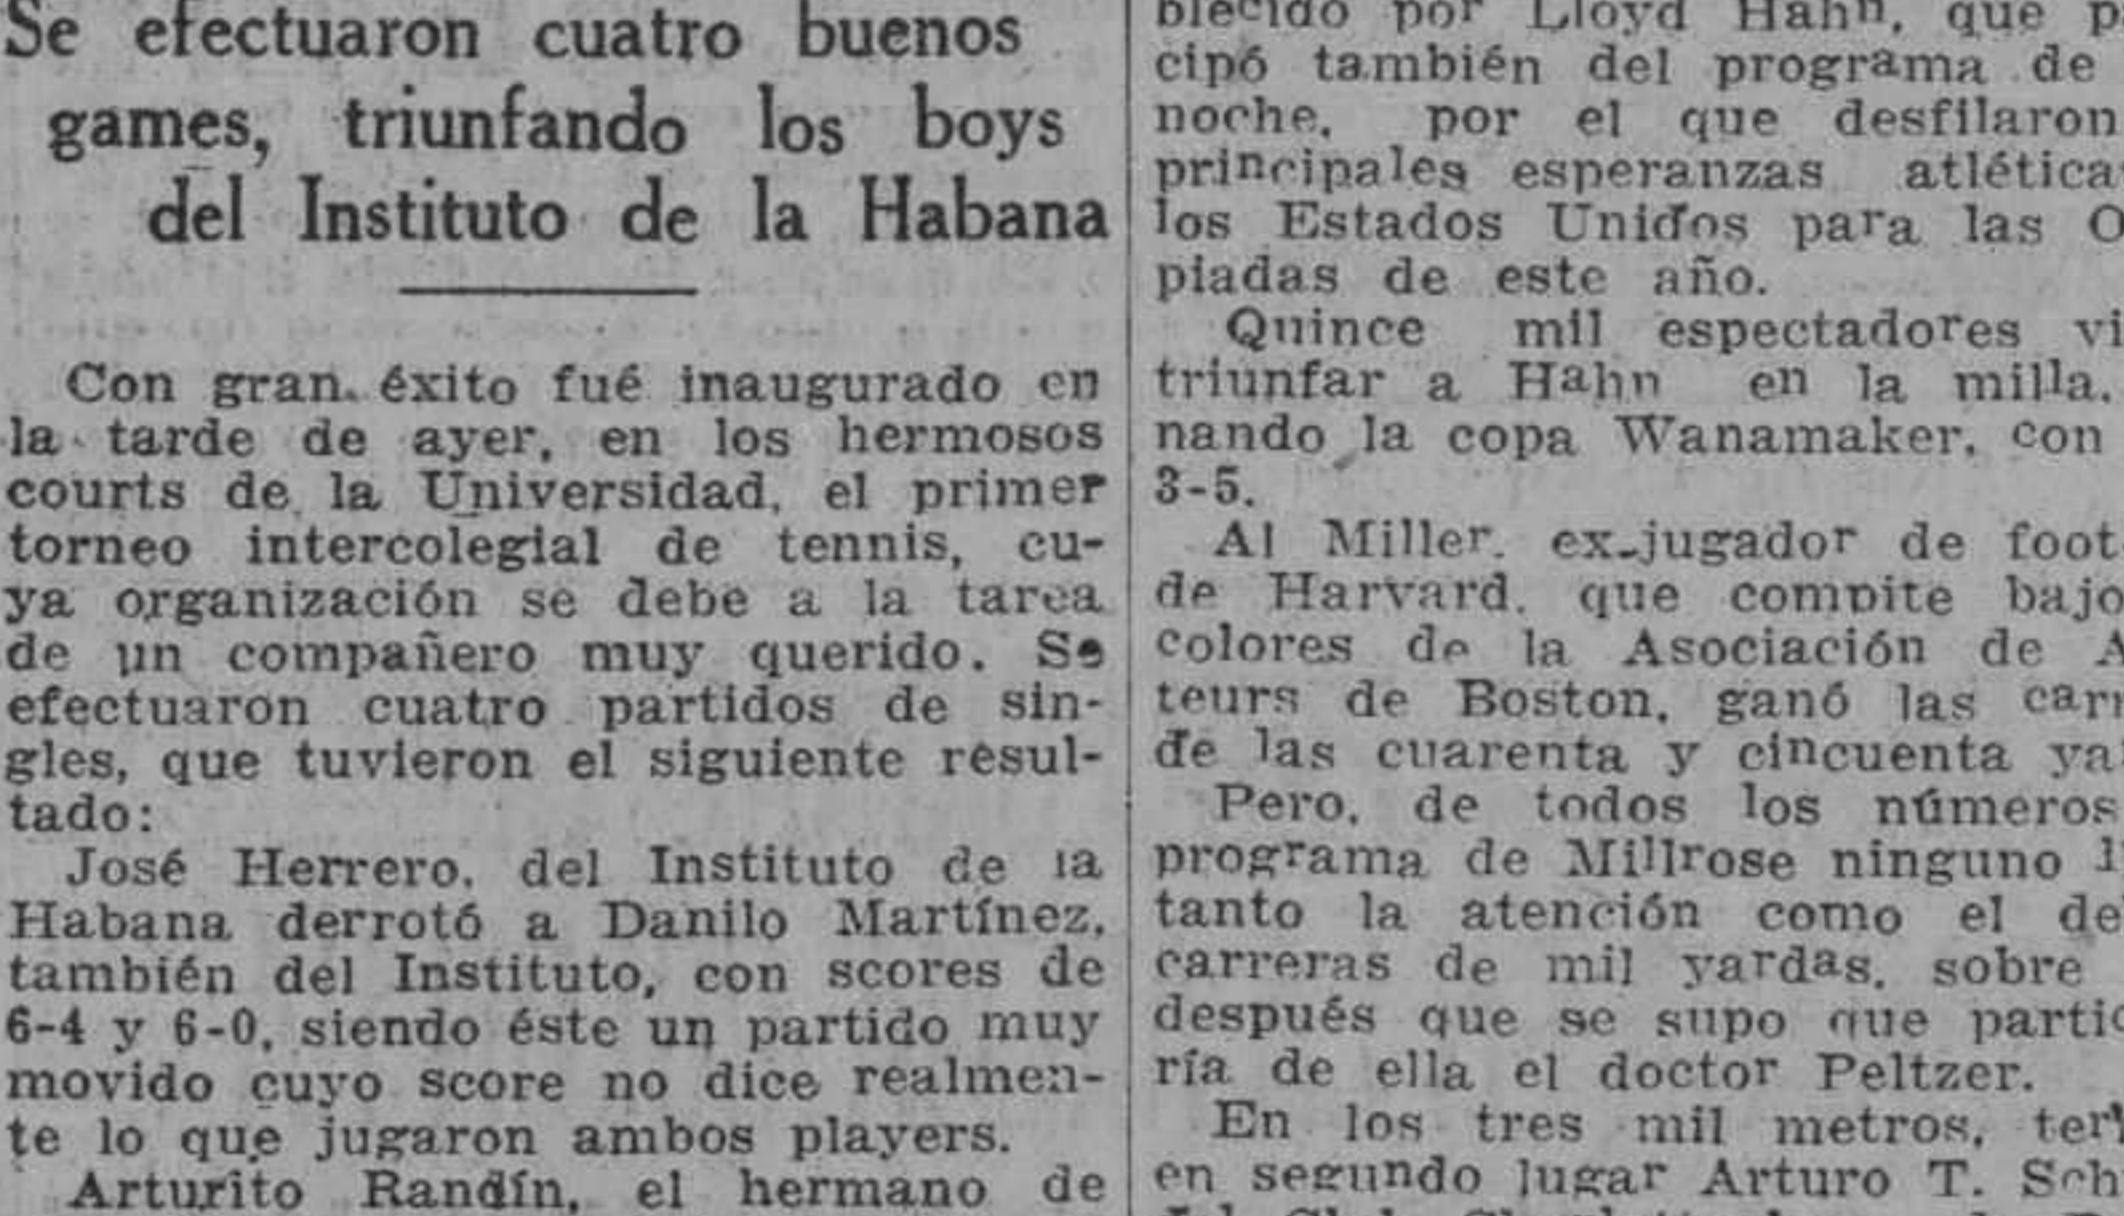 Se efectuaron cuatro buenos
games, triunfando los boys
del Instituto de la Habana
Con gran éxito fué inaugurado en
la tarde de ayer, en los hermosos
courts de la Universidad, el primer
torneo intercolegial de tennis, cu-
ya organización se debe a la tarea
de un compañero muy querido. Se
efectuaron cuatro partidos de sin-
gles, que tuvieron el siguiente resul-
tado:
José Herrero, del Instituto de la
Habana derrotó a Danilo Martínez,
también del Instituto, con scores de
6-4 y 6-0, siendo éste un partido muy
movido cuyo score no dice realmen-
te lo que jugaron ambos players.
Arturito Randín, el hermano de
blecido por Lloyd Hahn, que p
cipó también del programa de
noche, por el que desfilaron
principales esperanzas atlética
los Estados Unidos para las O
piadas de este año.
Quince mil espectadores vi
triunfar a Hahn en la milla,
nando la copa Wanamaker, con
3-5.
Al Miller, ex-jugador de foot
de Harvard, que compite bajo
colores de la Asociación de A
teurs de Boston, ganó las carr
de las cuarenta y cincuenta ya
Pero, de todos los números
programa de Millrose ninguno l
tanto la atención como el de
carreras de mil yardas, sobre
después que se supo que partic
ría de ella el doctor Peltzer.
En los tres mil metros, ter
en segundo lugar Arturo T. Sch